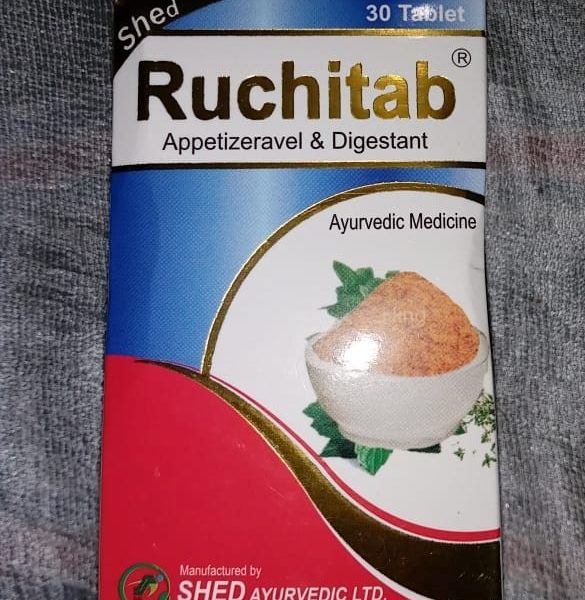 Shed
30 Tablet
Ruchitab®
Appetizeravel & Digestant
Ayurvedic Medicine
Manufactured by
SHED AYURVEDIC LTD.